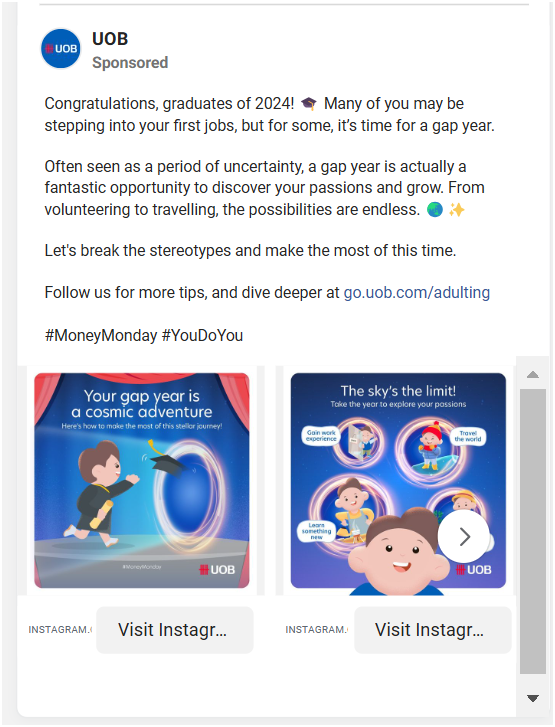 UOB
UOB
Sponsored
Congratulations, graduates of 2024! 🎓 Many of you may be
stepping into your first jobs, but for some, it’s time for a gap year.
Often seen as a period of uncertainty, a gap year is actually a
fantastic opportunity to discover your passions and grow. From
volunteering to travelling, the possibilities are endless. 🌏 ✨
Let's break the stereotypes and make the most of this time.
Follow us for more tips, and dive deeper at go.uob.com/adulting
#MoneyMonday #YouDoYou
Your gap year is
a cosmic adventure
Here's how to make the most of this stellar journey!
#MoneyMonday
UOB
The sky's the limit!
Take the year to explore your passions
Gain work
experience
Travel
the world
Learn
something
new
UOB
INSTAGRAM.
Visit Instagr...
INSTAGRAM.
Visit Instagr...